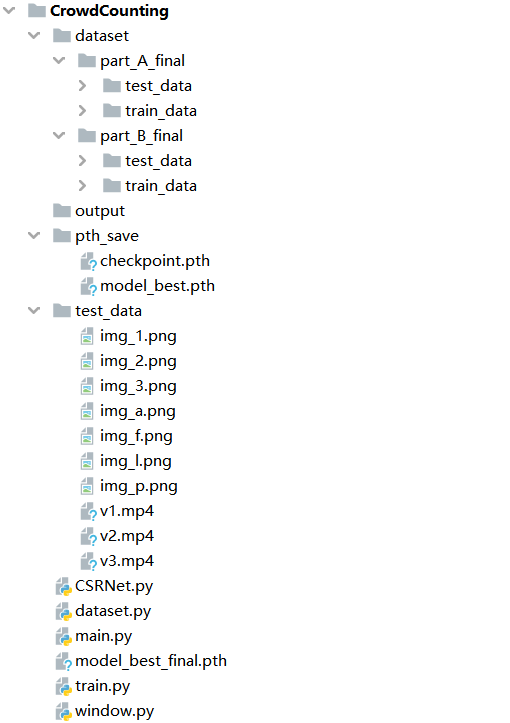 CrowdCounting
dataset
part_A_final
test_data
train_data
part_B_final
test_data
train_data
output
pth_save
checkpoint.pth
model_best.pth
test_data
img_1.png
img_2.png
img_3.png
img_a.png
img_f.png
img_l.png
img_p.png
v1.mp4
v2.mp4
v3.mp4
CSRNet.py
dataset.py
main.py
model_best_final.pth
train.py
window.py